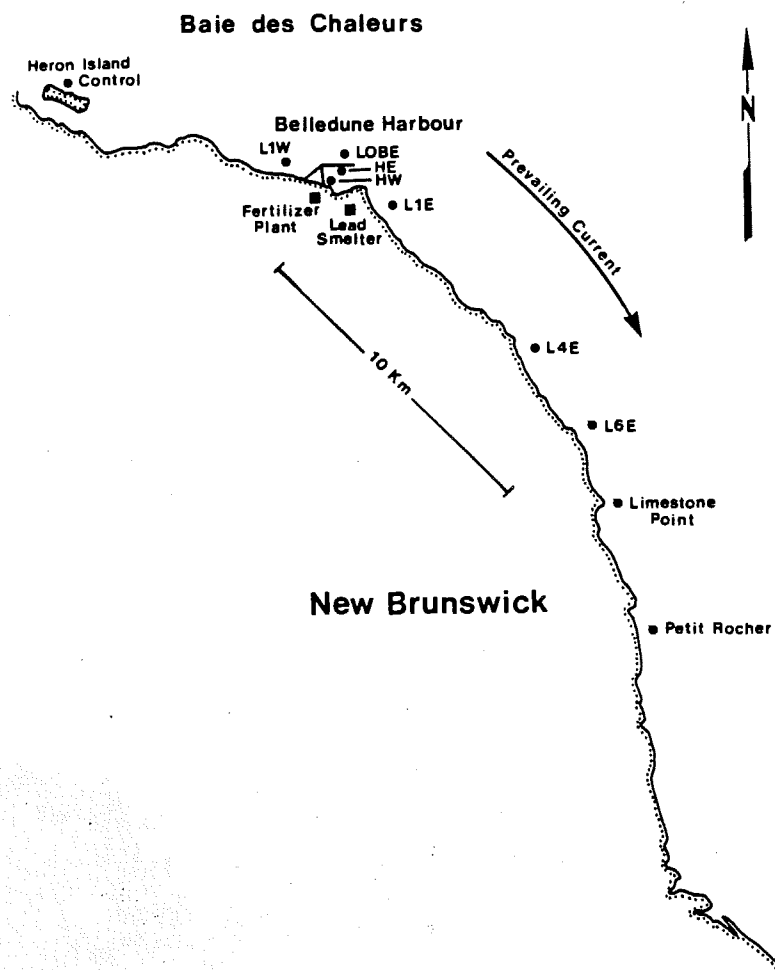 Baie des Chaleurs
Heron Island
Control
N
Belledune Harbour
L1W
LOBE
HE
HW
L1E
Fertilizer
Plant
Lead
Smelter
Prevailing Current
10 Km
L4E
L6E
Limestone
Point
New Brunswick
Petit Rocher